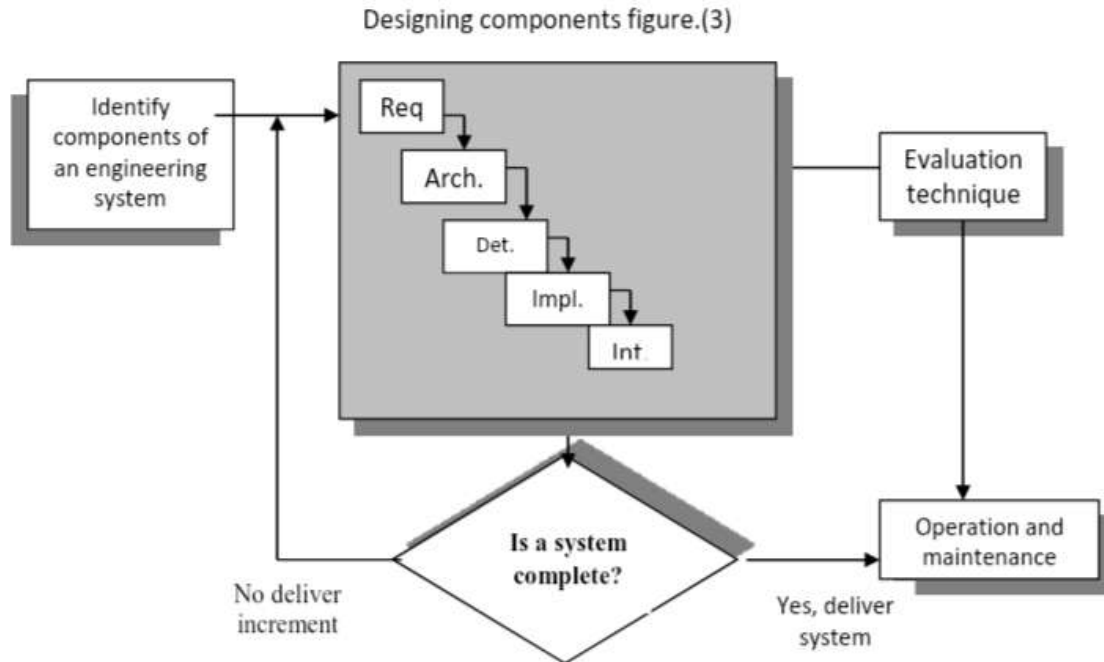 Designing components figure.(3)
Identify
components of
an engineering
system
Req
Arch.
Det.
Impl.
Int.
Evaluation
technique
Is a system
complete?
No deliver
increment
Yes, deliver
system
Operation and
maintenance